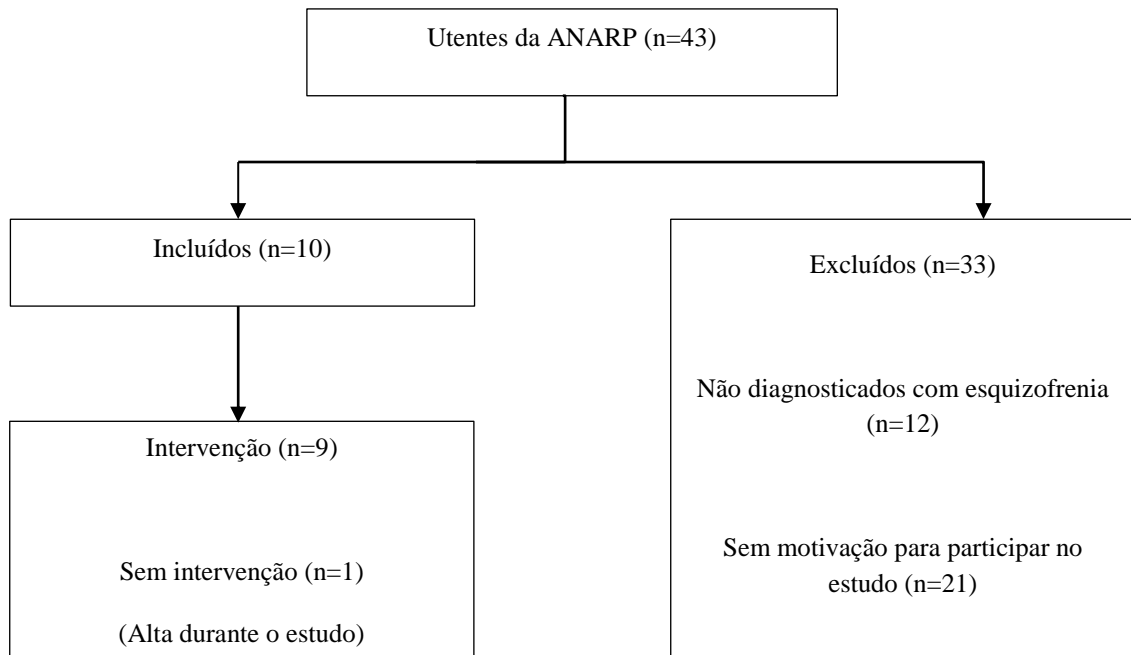 Utentes da ANARP (n=43)
Incluídos (n=10)
Excluídos (n=33)
Não diagnosticados com esquizofrenia
(n=12)
Sem motivação para participar no
estudo (n=21)
Intervenção (n=9)
Sem intervenção (n=1)
(Alta durante o estudo)